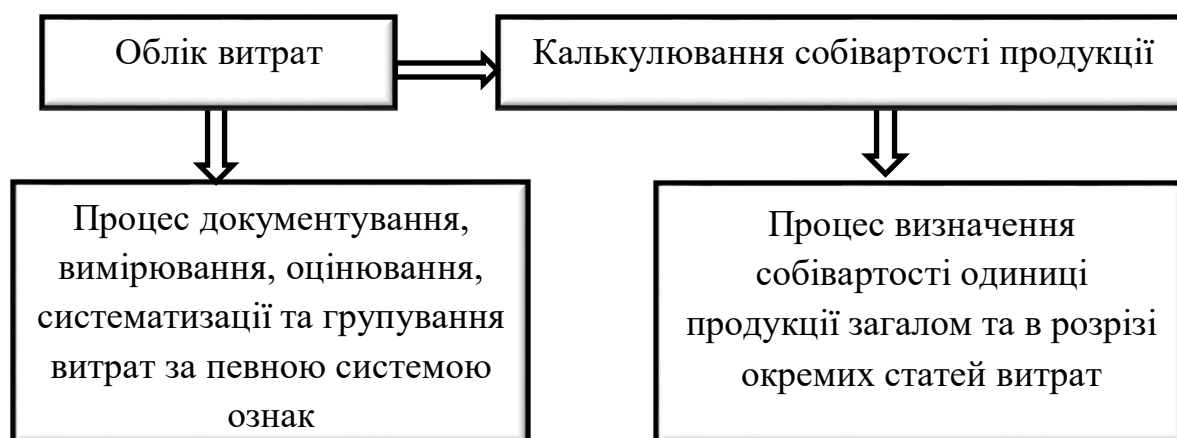 Облік витрат
Калькулювання собівартості продукції
Процес документування,
вимірювання, оцінювання,
систематизації та групування
витрат за певною системою
ознак
Процес визначення
собівартості одиниці
продукції загалом та в розрізі
окремих статей витрат